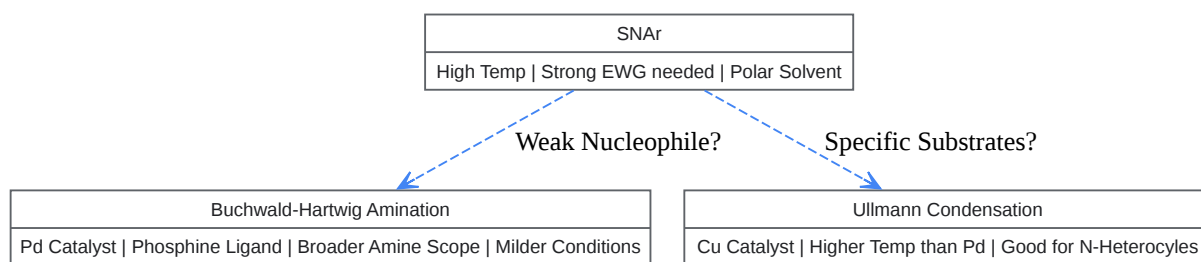 SNAr
High Temp | Strong EWG needed | Polar Solvent
Weak Nucleophile?
Specific Substrates?
Buchwald-Hartwig Amination
Pd Catalyst | Phosphine Ligand | Broader Amine Scope | Milder Conditions
Ullmann Condensation
Cu Catalyst | Higher Temp than Pd | Good for N-Heterocyles